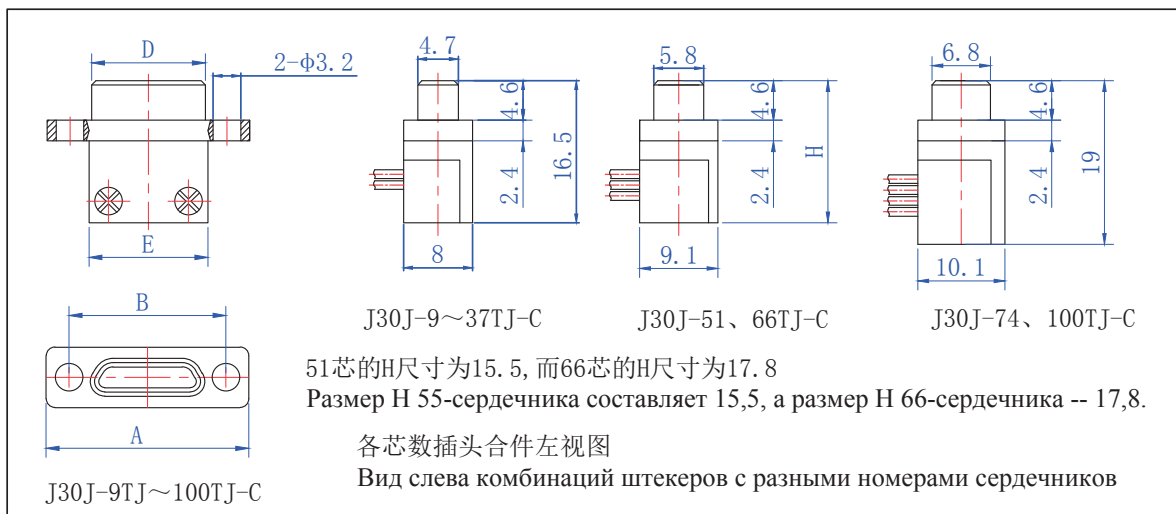 D
2-φ3.2
E
B
A
J30J-9TJ～100TJ-C
4.7
4.6
16.5
2.4
8
J30J-9～37TJ-C
5.8
4.6
H
2.4
9.1
J30J-51、66TJ-C
6.8
4.6
19
2.4
10.1
J30J-74、100TJ-C
51芯的H尺寸为15.5,而66芯的H尺寸为17.8
Размер H 55-сердечника составляет 15,5, а размер H 66-сердечника -- 17,8.
各芯数插头合件左视图
Вид слева комбинаций штекеров с разными номерами сердечников